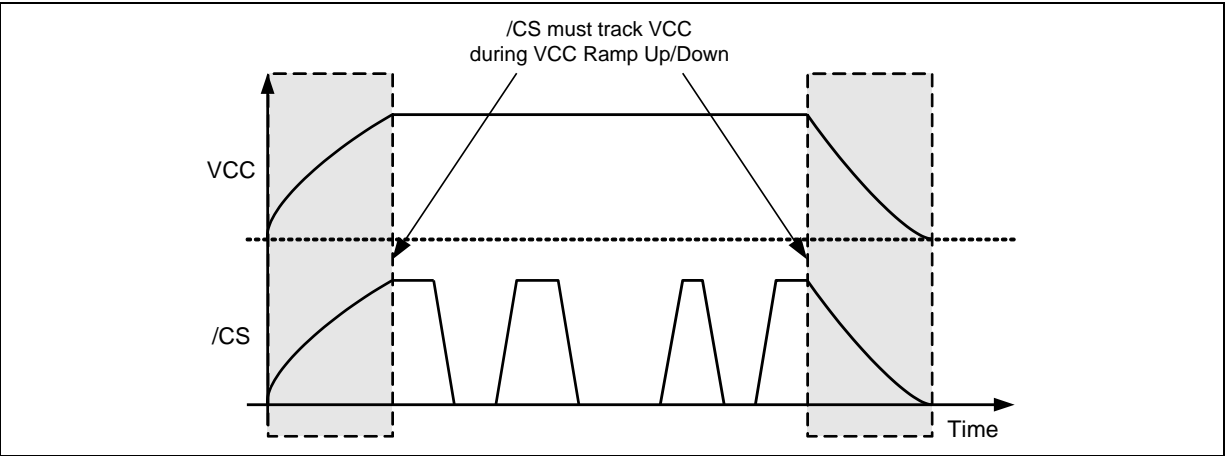 /CS must track VCC
during VCC Ramp Up/Down
VCC
/CS
Time